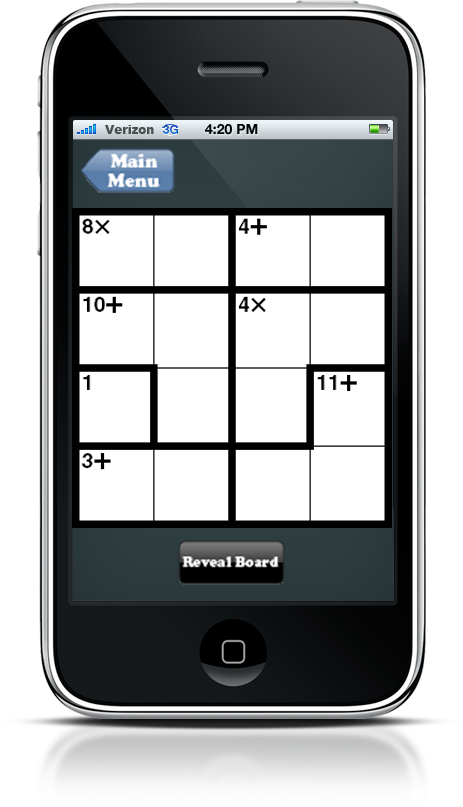 Verizon 3G 4:20 PM
Main
Menu
8× 4+
10+ 4×
1 11+
3+
Reveal Board